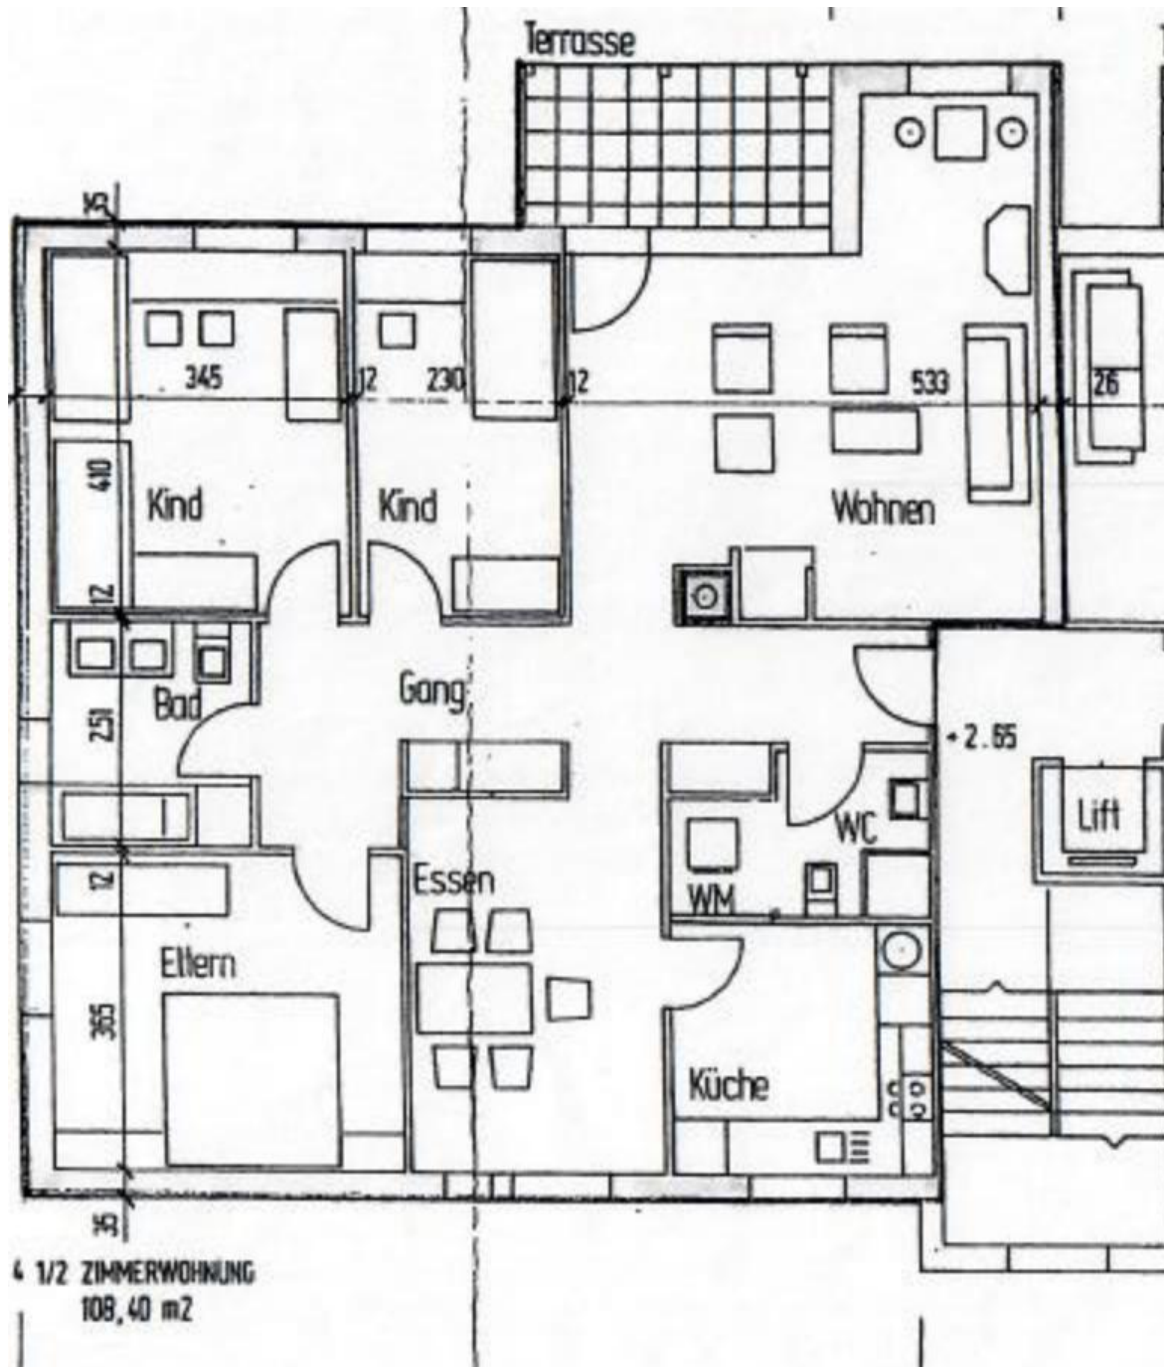 Terrasse
35
345
12
230
12
533
26
410
Kind
Kind
Wohnen
12
Bad
Gang
251
+ 2.65
Lift
WC
12
Essen
WM
Eltern
365
Küche
35
4 1/2 ZIMMERWOHNUNG
108,40 m2